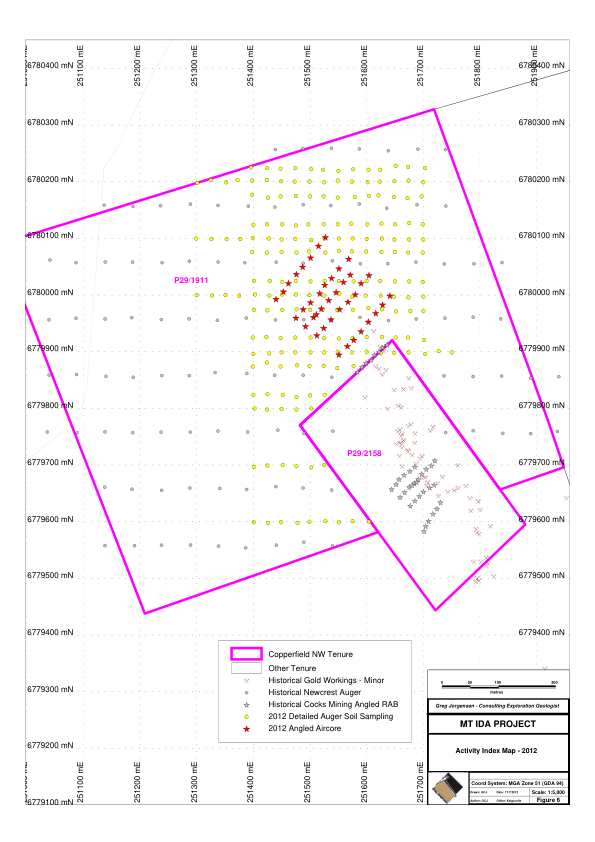 251100 mE
251200 mE
251300 mE
251400 mE
251500 mE
251600 mE
251700 mE
251800 mE
6780400 mN 6780400 mN
6780300 mN 6780300 mN
6780200 mN 6780200 mN
6780100 mN 6780100 mN
P29/1911
6780000 mN 6780000 mN
6779900 mN 6779900 mN
6779800 mN 6779800 mN
P29/2158
6779700 mN 6779700 mN
6779600 mN 6779600 mN
6779500 mN 6779500 mN
6779400 mN 6779400 mN
6779300 mN
6779200 mN
6779100 mN
Copperfield NW Tenure
Other Tenure
Historical Gold Workings - Minor
Historical Newcrest Auger
Historical Cocks Mining Angled RAB
2012 Detailed Auger Soil Sampling
2012 Angled Aircore
0 50 100 200
metres
Greg Jorgensen - Consulting Exploration Geologist
MT IDA PROJECT
Activity Index Map - 2012
Coord System: MGA Zone 51 (GDA 94)
Scale: 1:5,000
Figure 6
251100 mE
251200 mE
251300 mE
251400 mE
251500 mE
251600 mE
251700 mE